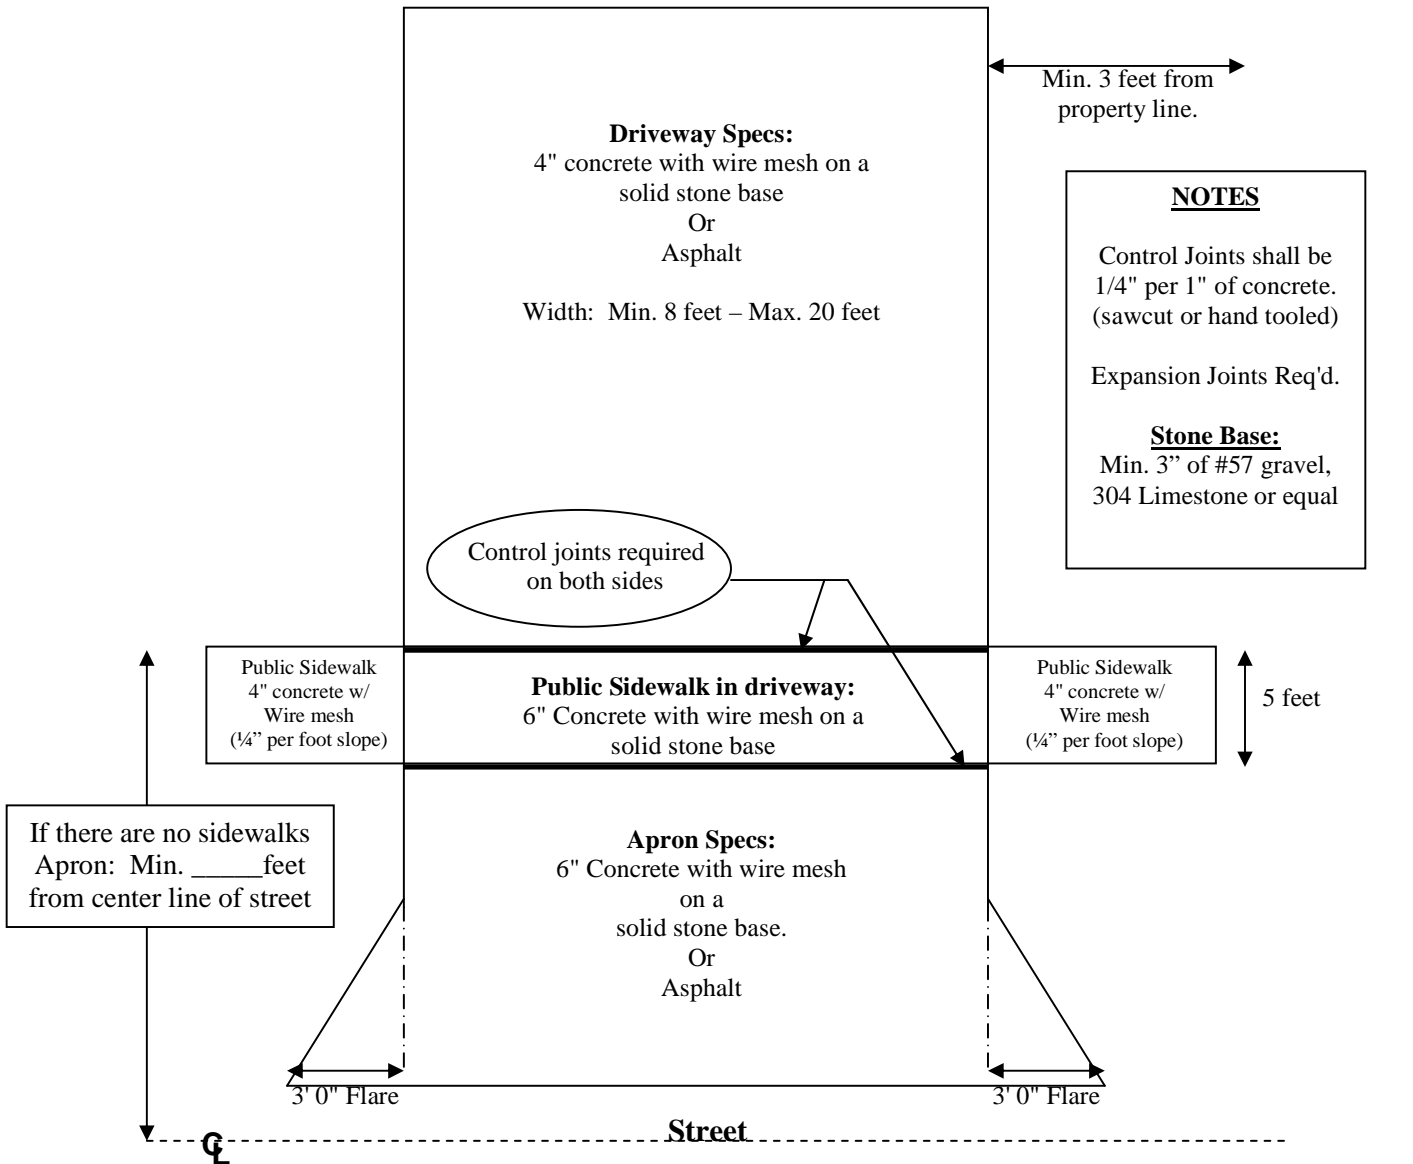 Min. 3 feet from
property line.
Driveway Specs:
4" concrete with wire mesh on a
solid stone base
Or
Asphalt
Width:  Min. 8 feet – Max. 20 feet
NOTES
Control Joints shall be
1/4" per 1" of concrete.
(sawcut or hand tooled)
Expansion Joints Req'd.
Stone Base:
Min. 3” of #57 gravel,
304 Limestone or equal
Control joints required
on both sides
Public Sidewalk
4" concrete w/
Wire mesh
(¼” per foot slope)
Public Sidewalk in driveway:
6" Concrete with wire mesh on a
solid stone base
Public Sidewalk
4" concrete w/
Wire mesh
(¼” per foot slope)
5 feet
If there are no sidewalks
Apron:  Min. _____feet
from center line of street
Apron Specs:
6" Concrete with wire mesh
on a
solid stone base.
Or
Asphalt
3' 0" Flare
3' 0" Flare
Street
CL